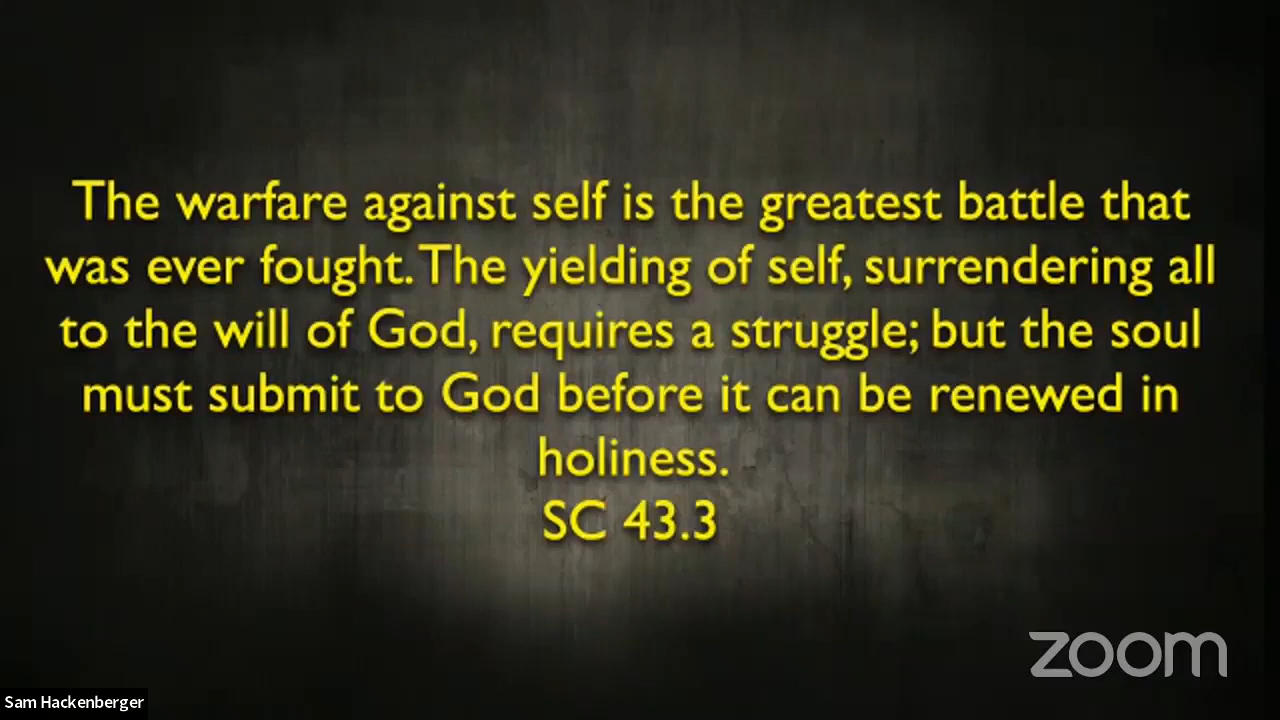 The warfare against self is the greatest battle that
was ever fought. The yielding of self, surrendering all
to the will of God, requires a struggle; but the soul
must submit to God before it can be renewed in
holiness.
SC 43.3
zoom
Sam Hackenberger